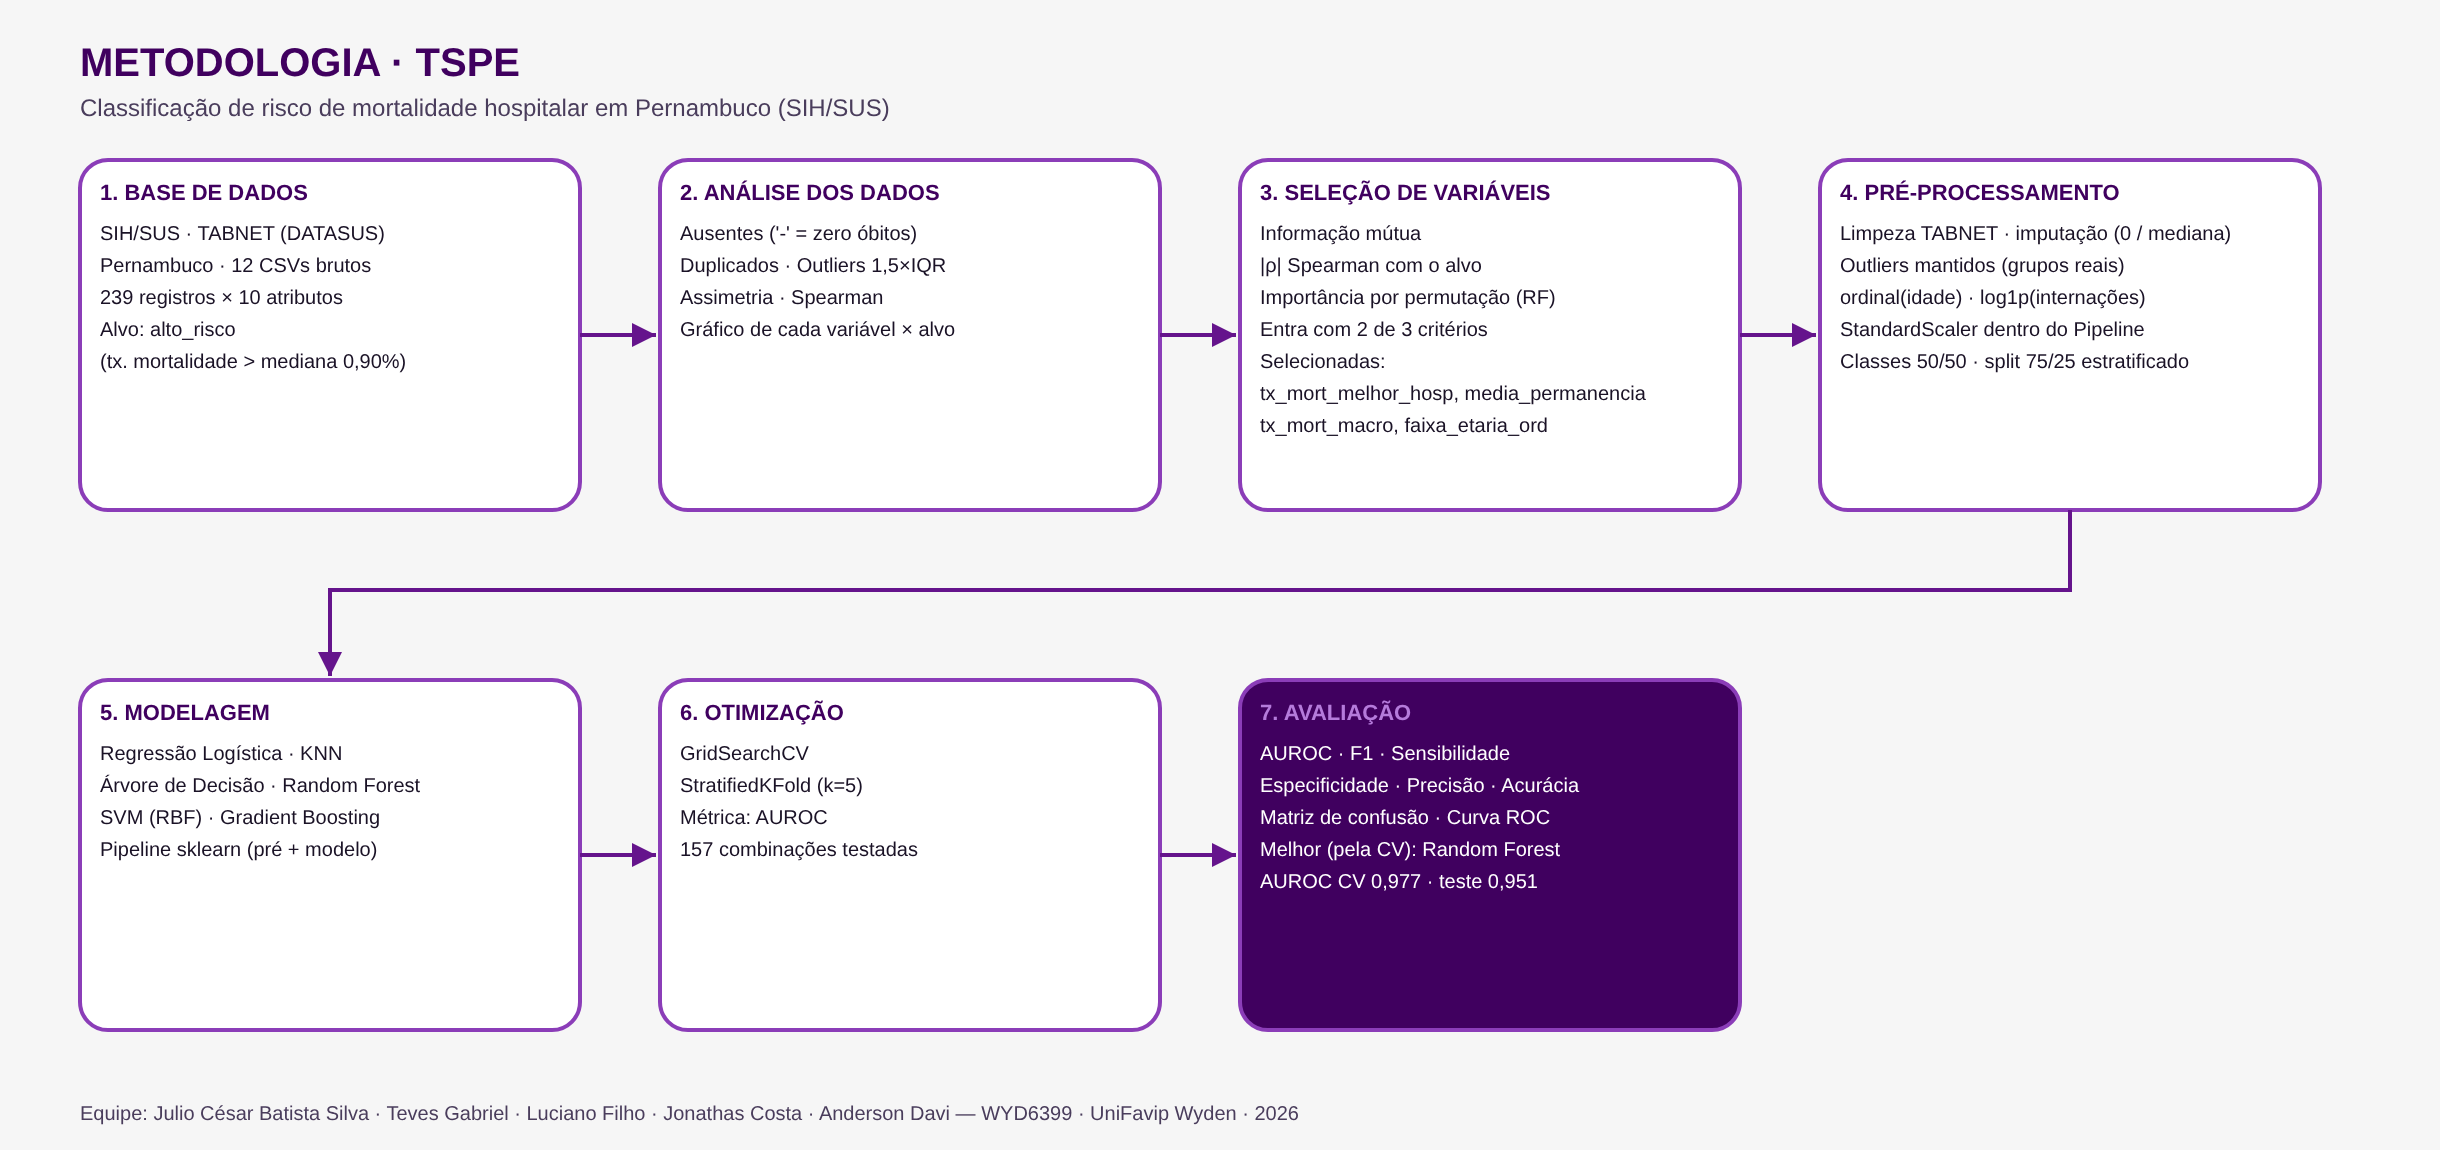 METODOLOGIA · TSPE
Classificação de risco de mortalidade hospitalar em Pernambuco (SIH/SUS)
1. BASE DE DADOS
SIH/SUS · TABNET (DATASUS)
Pernambuco · 12 CSVs brutos
239 registros × 10 atributos
Alvo: alto_risco
(tx. mortalidade > mediana 0,90%)
2. ANÁLISE DOS DADOS
Ausentes ('-' = zero óbitos)
Duplicados · Outliers 1,5×IQR
Assimetria · Spearman
Gráfico de cada variável × alvo
3. SELEÇÃO DE VARIÁVEIS
Informação mútua
|ρ| Spearman com o alvo
Importância por permutação (RF)
Entra com 2 de 3 critérios
Selecionadas:
tx_mort_melhor_hosp, media_permanencia
tx_mort_macro, faixa_etaria_ord
4. PRÉ-PROCESSAMENTO
Limpeza TABNET · imputação (0 / mediana)
Outliers mantidos (grupos reais)
ordinal(idade) · log1p(internações)
StandardScaler dentro do Pipeline
Classes 50/50 · split 75/25 estratificado
5. MODELAGEM
Regressão Logística · KNN
Árvore de Decisão · Random Forest
SVM (RBF) · Gradient Boosting
Pipeline sklearn (pré + modelo)
6. OTIMIZAÇÃO
GridSearchCV
StratifiedKFold (k=5)
Métrica: AUROC
157 combinações testadas
7. AVALIAÇÃO
AUROC · F1 · Sensibilidade
Especificidade · Precisão · Acurácia
Matriz de confusão · Curva ROC
Melhor (pela CV): Random Forest
AUROC CV 0,977 · teste 0,951
Equipe: Julio César Batista Silva · Teves Gabriel · Luciano Filho · Jonathas Costa · Anderson Davi — WYD6399 · UniFavip Wyden · 2026